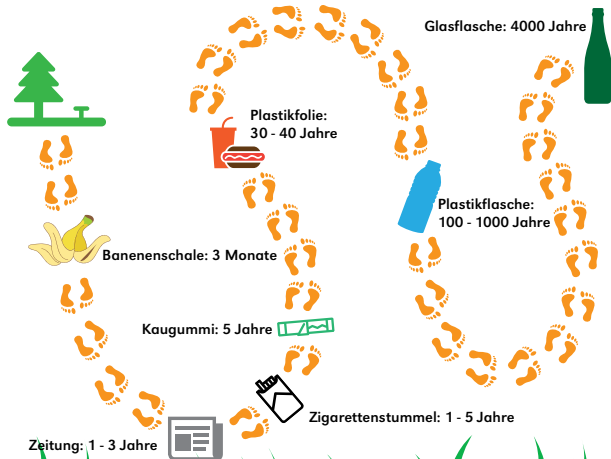 Glasflasche: 4000 Jahre
Plastikfolie:
30 - 40 Jahre
Plastikflasche:
100 - 1000 Jahre
Banenenschale: 3 Monate
Kaugummi: 5 Jahre
Zigarettenstummel: 1 - 5 Jahre
Zeitung: 1 - 3 Jahre